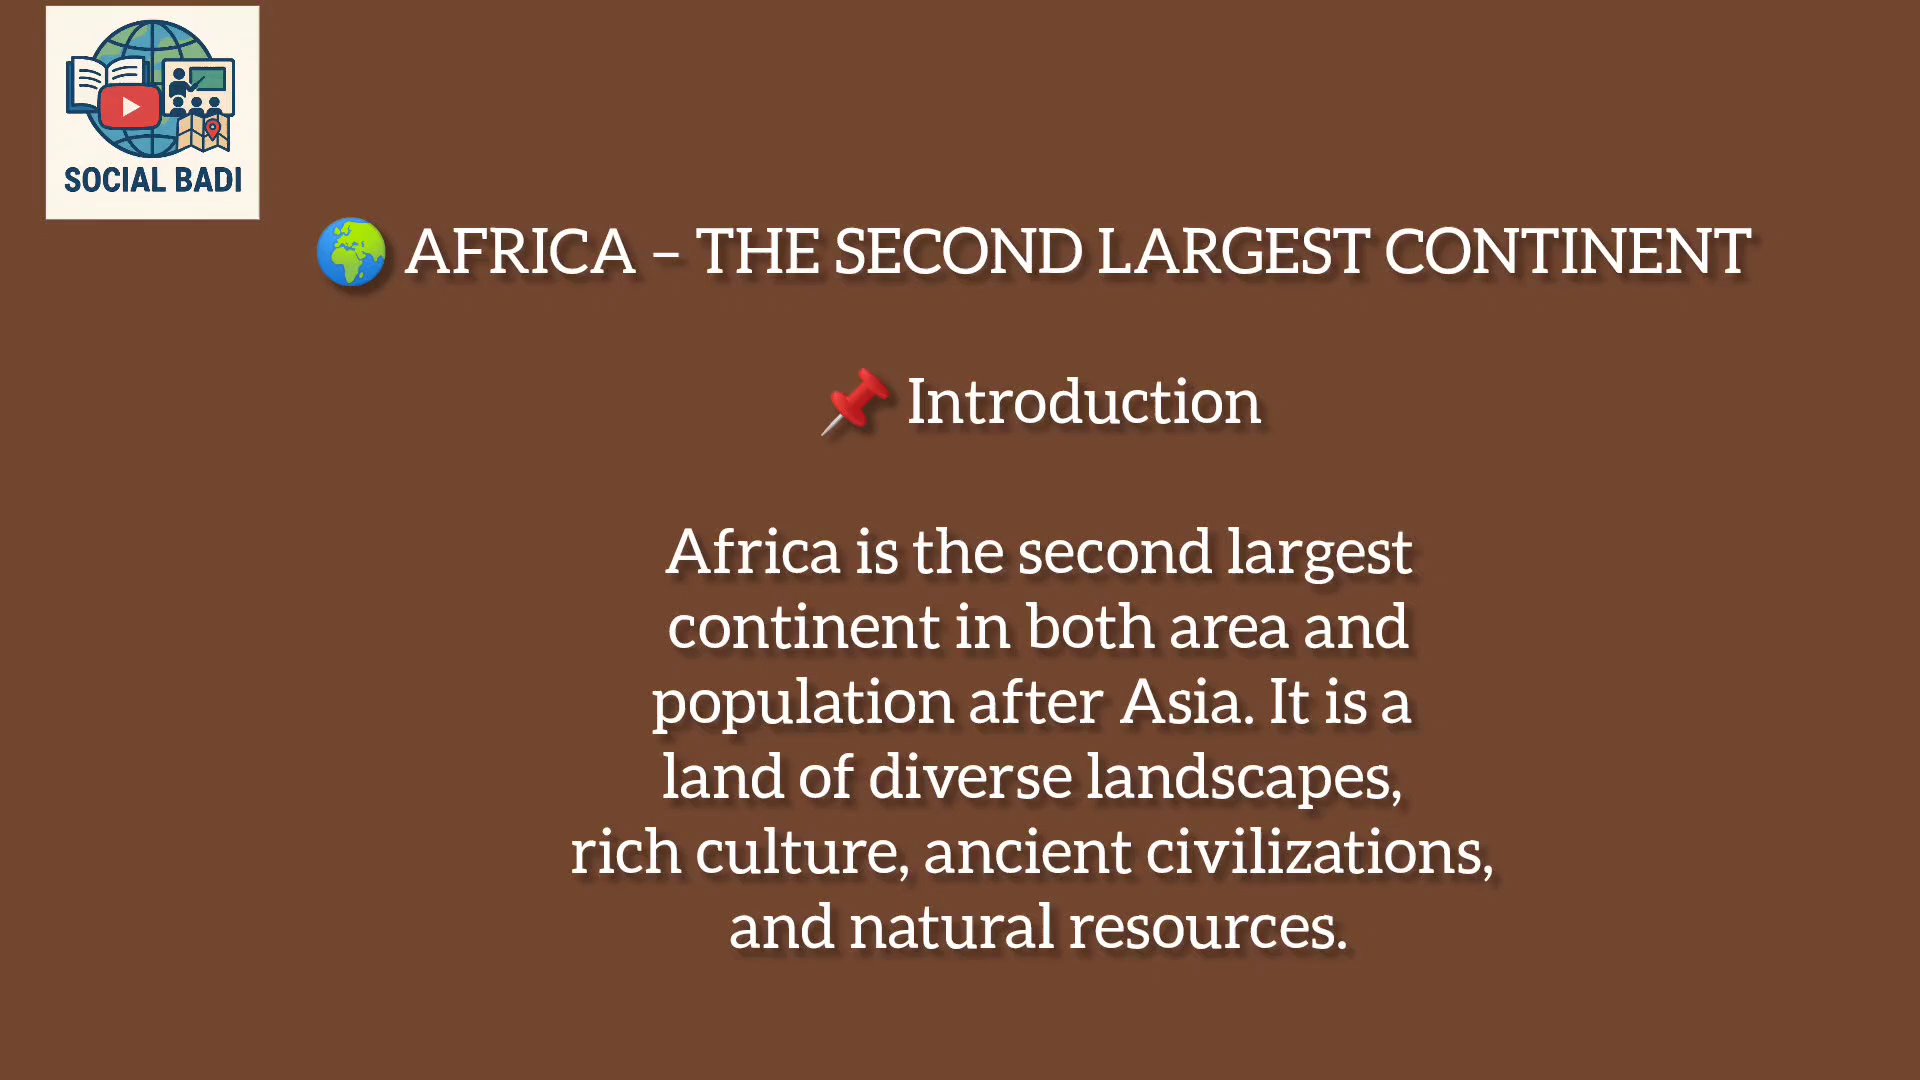 SOCIAL BADI
🌍 AFRICA – THE SECOND LARGEST CONTINENT
📌 Introduction
Africa is the second largest
continent in both area and
population after Asia. It is a
land of diverse landscapes,
rich culture, ancient civilizations,
and natural resources.